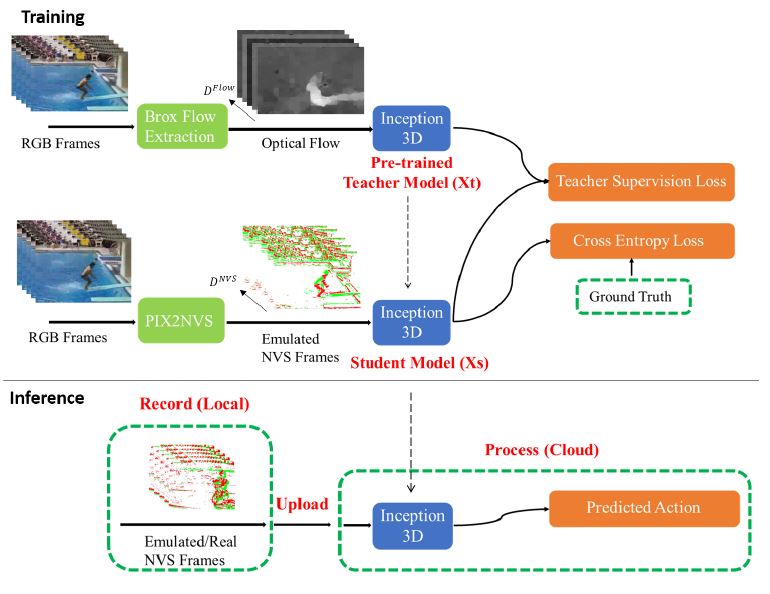 Training
D^Flow
Brox Flow
Extraction
RGB Frames
Optical Flow
Inception
3D
Pre-trained
Teacher Model (Xt)
Teacher Supervision Loss
Cross Entropy Loss
Ground Truth
D^NVS
PIX2NVS
RGB Frames
Emulated
NVS Frames
Inception
3D
Student Model (Xs)
Inference
Record (Local)
Process (Cloud)
Upload
Emulated/Real
NVS Frames
Inception
3D
Predicted Action